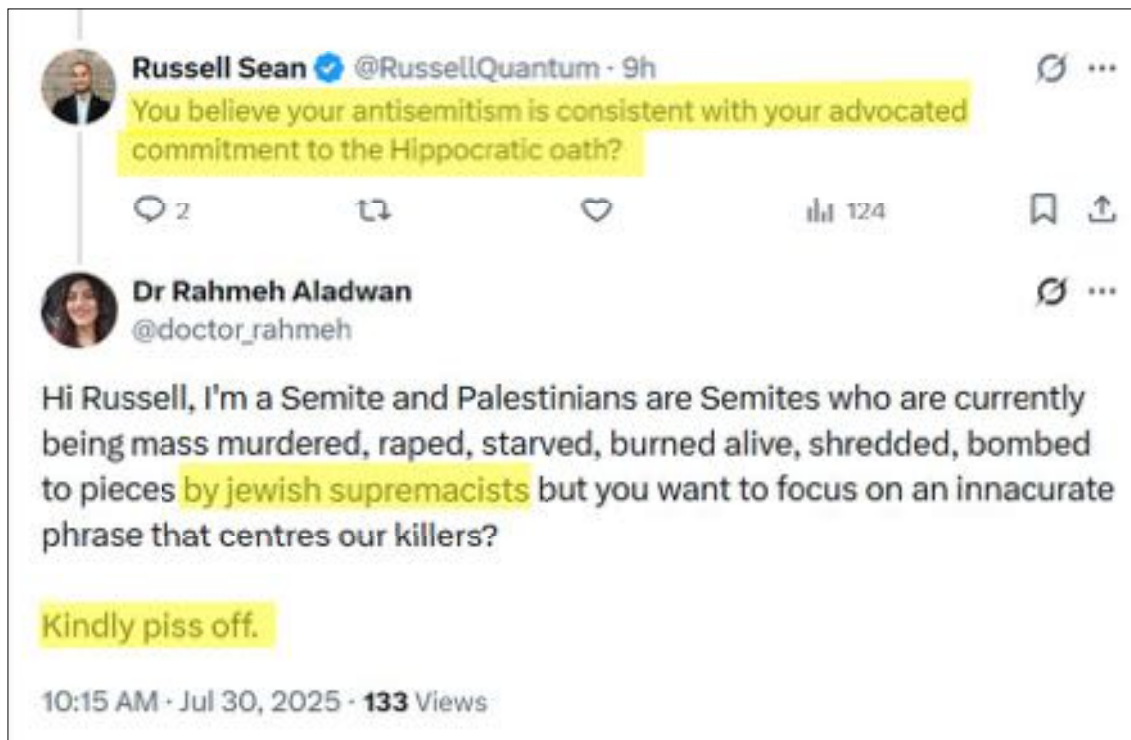 Russell Sean @RussellQuantum · 9h
You believe your antisemitism is consistent with your advocated
commitment to the Hippocratic oath?
2 124
Dr Rahmeh Aladwan
@doctor_rahmeh
Hi Russell, I'm a Semite and Palestinians are Semites who are currently
being mass murdered, raped, starved, burned alive, shredded, bombed
to pieces by jewish supremacists but you want to focus on an innacurate
phrase that centres our killers?
Kindly piss off.
10:15 AM · Jul 30, 2025 · 133 Views